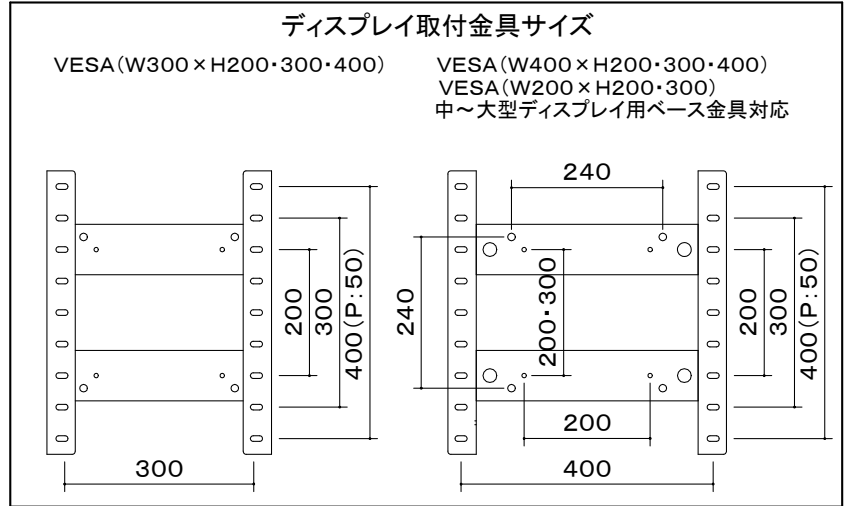 ディスプレイ取付金具サイズ
VESA(W300×H200・300・400)
VESA(W400×H200・300・400)
VESA(W200×H200・300)
中～大型ディスプレイ用ベース金具対応
200
300
400(P:50)
300
240
240
200・300
200
200
300
400(P:50)
400